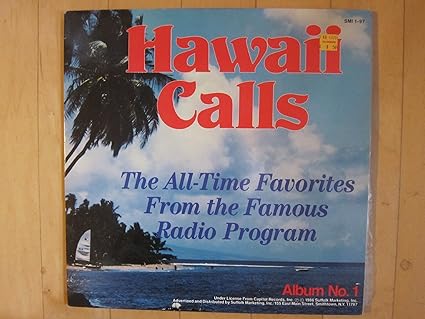 SMI 1-97
Hawaii
Calls
The All-Time Favorites
From the Famous
Radio Program
Album No. 1
Under License From Capitol Records, Inc. ℗ © 1986 Suffolk Marketing, Inc.
Advertised and Distributed by Suffolk Marketing, Inc. 155 East Main Street, Smithtown, N.Y. 11787